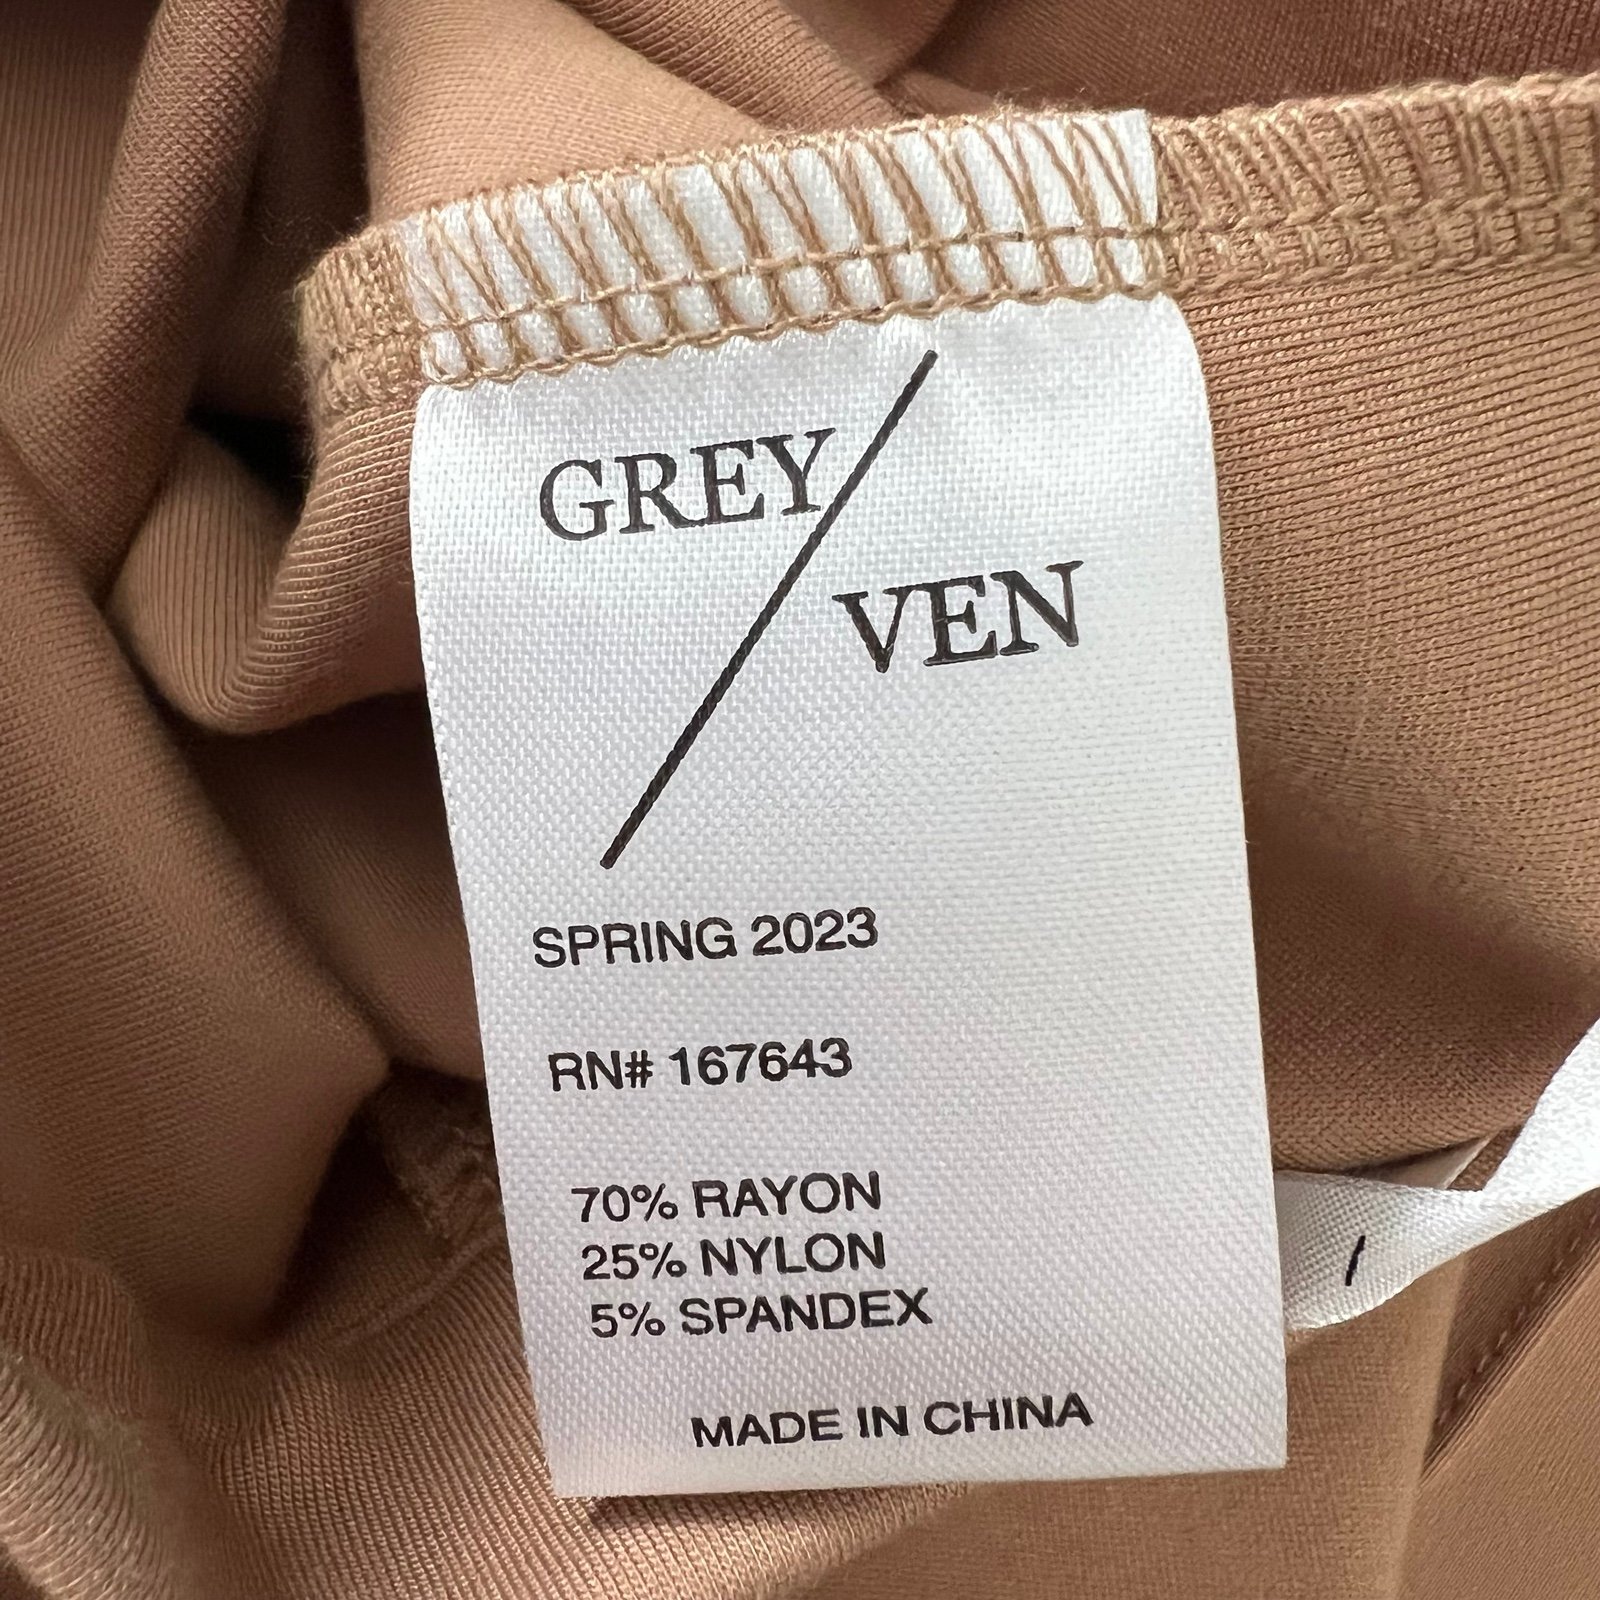 GREY
VEN
SPRING 2023
RN# 167643
70% RAYON
25% NYLON
5% SPANDEX
MADE IN CHINA